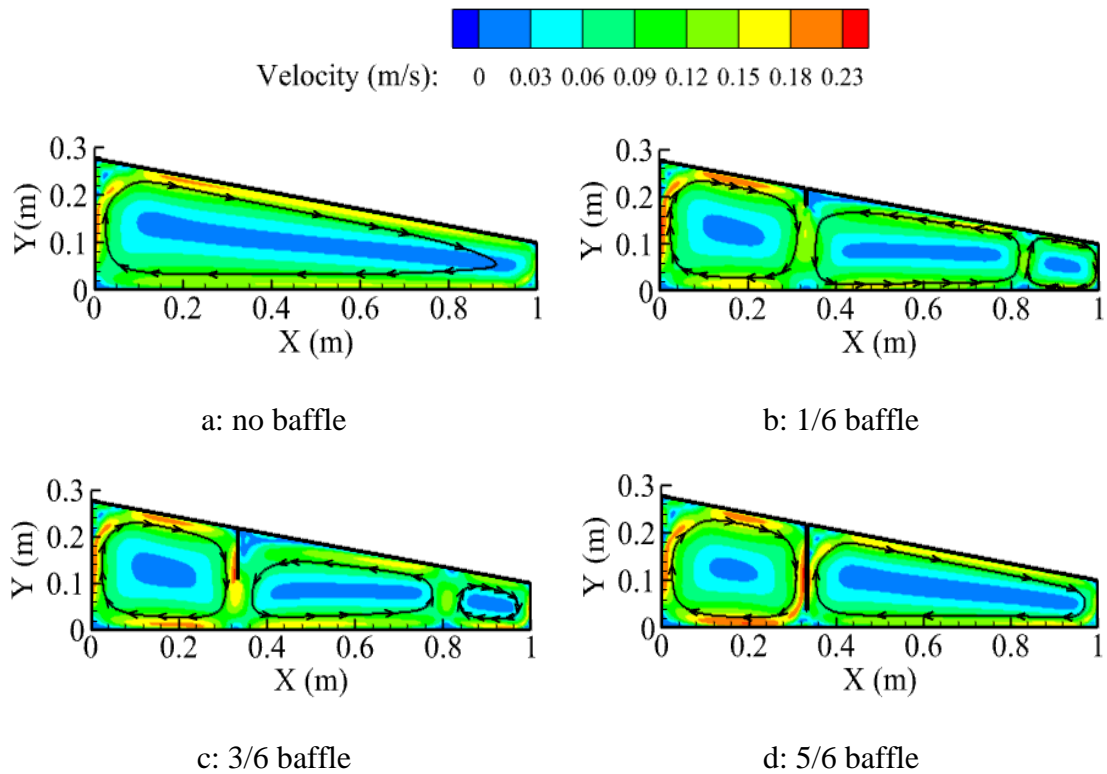 Velocity (m/s): 0 0.03 0.06 0.09 0.12 0.15 0.18 0.23
Y(m)
0.3
0.2
0.1
0
0 0.2 0.4 0.6 0.8 1
X (m)
a: no baffle
Y (m)
0.3
0.2
0.1
0
0 0.2 0.4 0.6 0.8 1
X (m)
b: 1/6 baffle
Y (m)
0.3
0.2
0.1
0
0 0.2 0.4 0.6 0.8 1
X (m)
c: 3/6 baffle
Y (m)
0.3
0.2
0.1
0
0 0.2 0.4 0.6 0.8 1
X (m)
d: 5/6 baffle